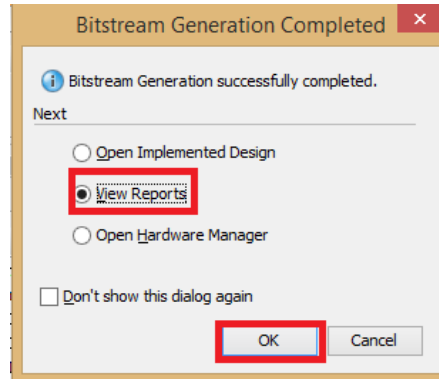 Bitstream Generation Completed
Bitstream Generation successfully completed.
Next
Open Implemented Design
View Reports
Open Hardware Manager
Don't show this dialog again
OK Cancel